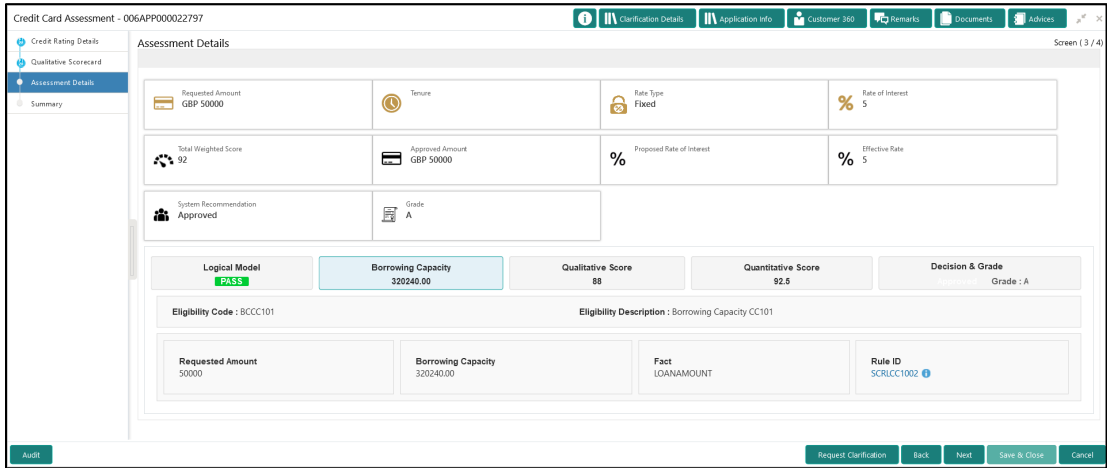 Credit Card Assessment - 006APP000022797
Clarification Details
Application Info
Customer 360
Remarks
Documents
Advices
Credit Rating Details
Qualitative Scorecard
Assessment Details
Summary
Assessment Details
Screen ( 3 / 4)
Requested Amount
GBP 50000
Tenure
Rate Type
Fixed
Rate of Interest
5
Total Weighted Score
92
Approved Amount
GBP 50000
Proposed Rate of Interest
Effective Rate
5
System Recommendation
Approved
Grade
A
Logical Model
PASS
Borrowing Capacity
320240.00
Qualitative Score
88
Quantitative Score
92.5
Decision & Grade
Approved Grade : A
Eligibility Code : BCCC101
Eligibility Description : Borrowing Capacity CC101
Requested Amount
50000
Borrowing Capacity
320240.00
Fact
LOANAMOUNT
Rule ID
SCRLCC1002
Audit
Request Clarification
Back
Next
Save & Close
Cancel